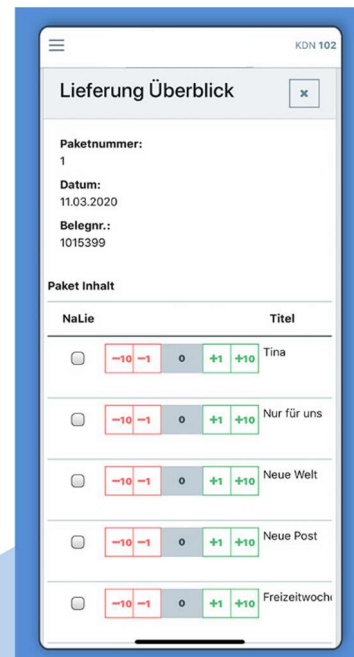 KDN 102
Lieferung Überblick
×
Paketnummer:
1
Datum:
11.03.2020
Belegnr.:
1015399
Paket Inhalt
NaLie Titel
−10 −1 0 +1 +10 Tina
−10 −1 0 +1 +10 Nur für uns
−10 −1 0 +1 +10 Neue Welt
−10 −1 0 +1 +10 Neue Post
−10 −1 0 +1 +10 Freizeitwoche